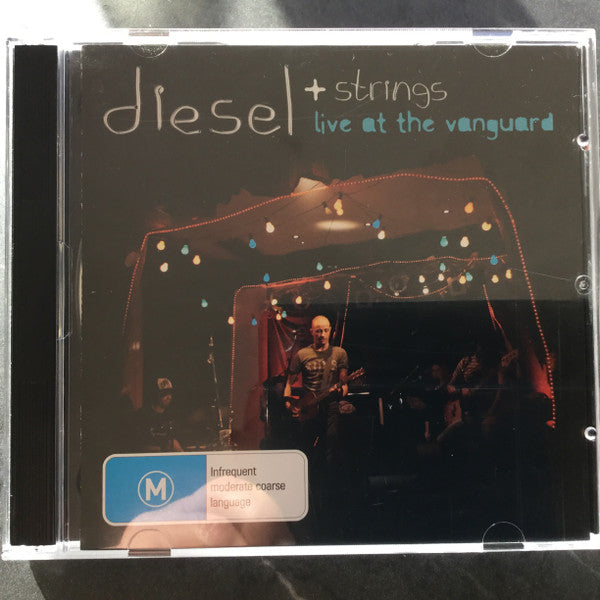 diesel + strings
live at the vanguard
M
Infrequent
moderate coarse
language